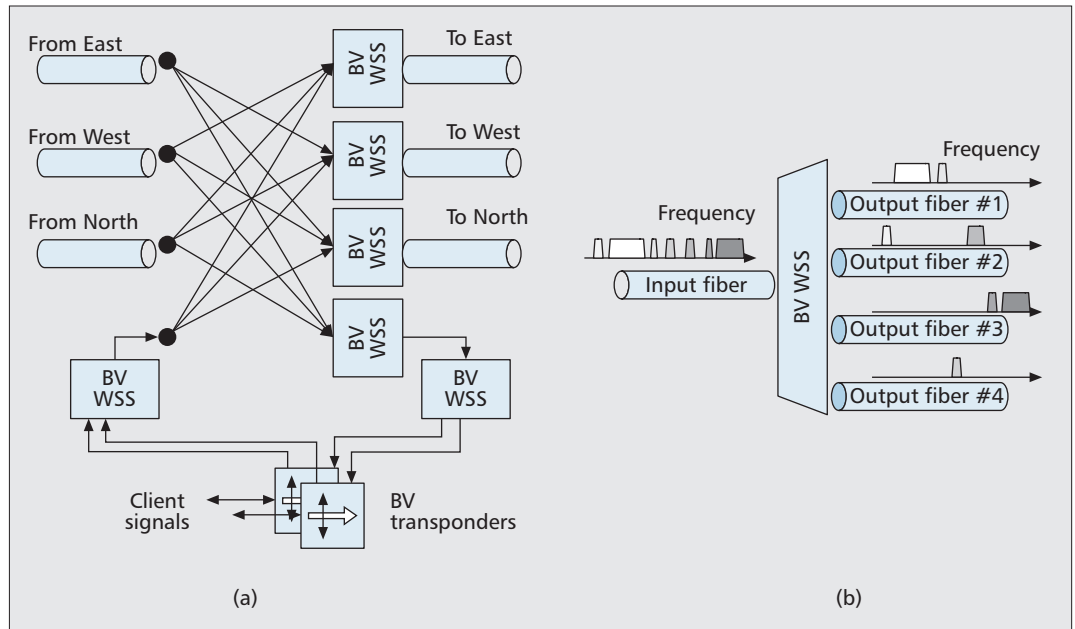 From East
To East
BV
WSS
From West
To West
BV
WSS
From North
To North
BV
WSS
BV
WSS
BV
WSS
BV
WSS
Client
signals
BV
transponders
(a)
Frequency
Input fiber
BV WSS
Frequency
Output fiber #1
Output fiber #2
Output fiber #3
Output fiber #4
(b)